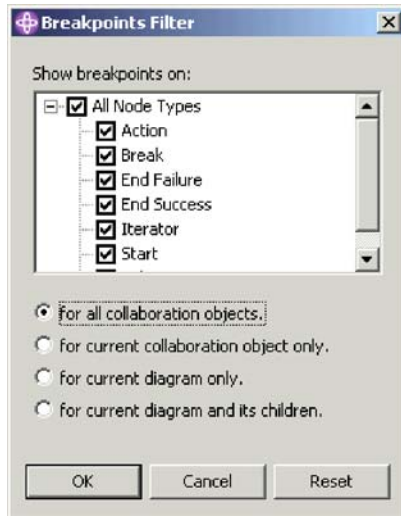 Breakpoints Filter
Show breakpoints on:
All Node Types
Action
Break
End Failure
End Success
Iterator
Start
for all collaboration objects.
for current collaboration object only.
for current diagram only.
for current diagram and its children.
OK Cancel Reset